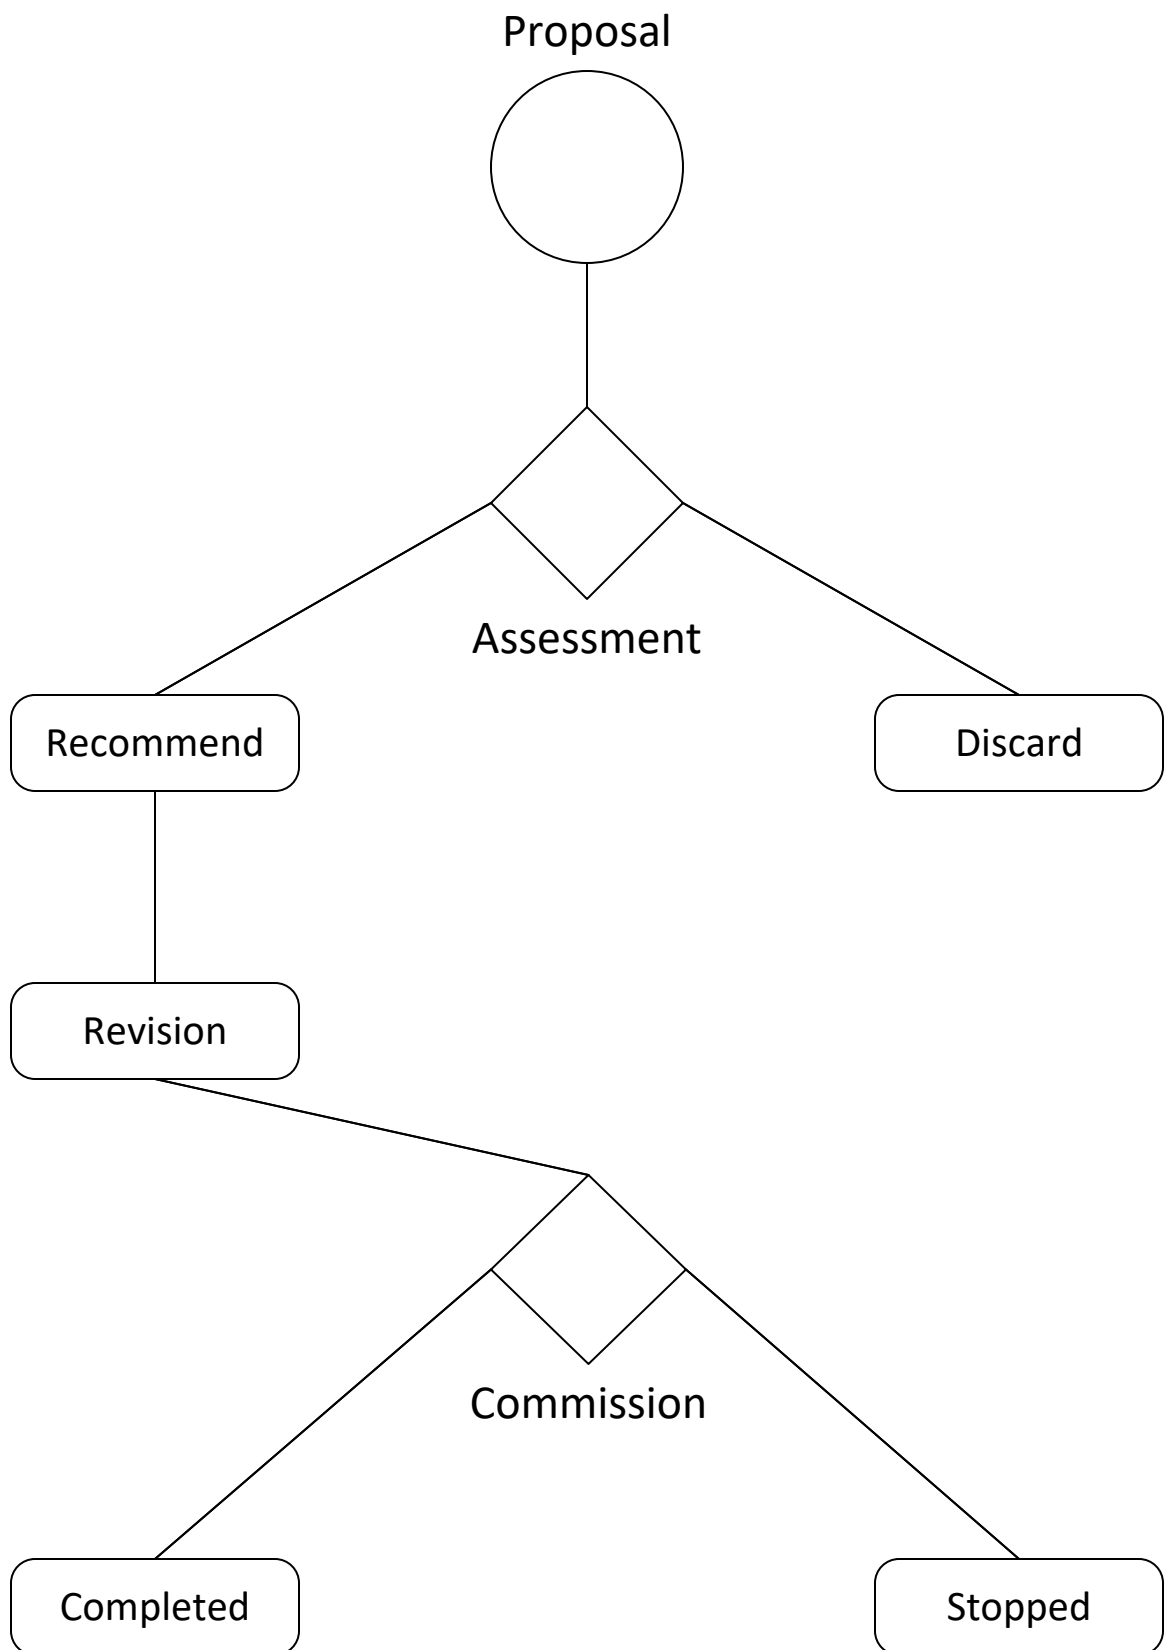 Proposal
Assessment
Recommend
Discard
Revision
Commission
Completed
Stopped